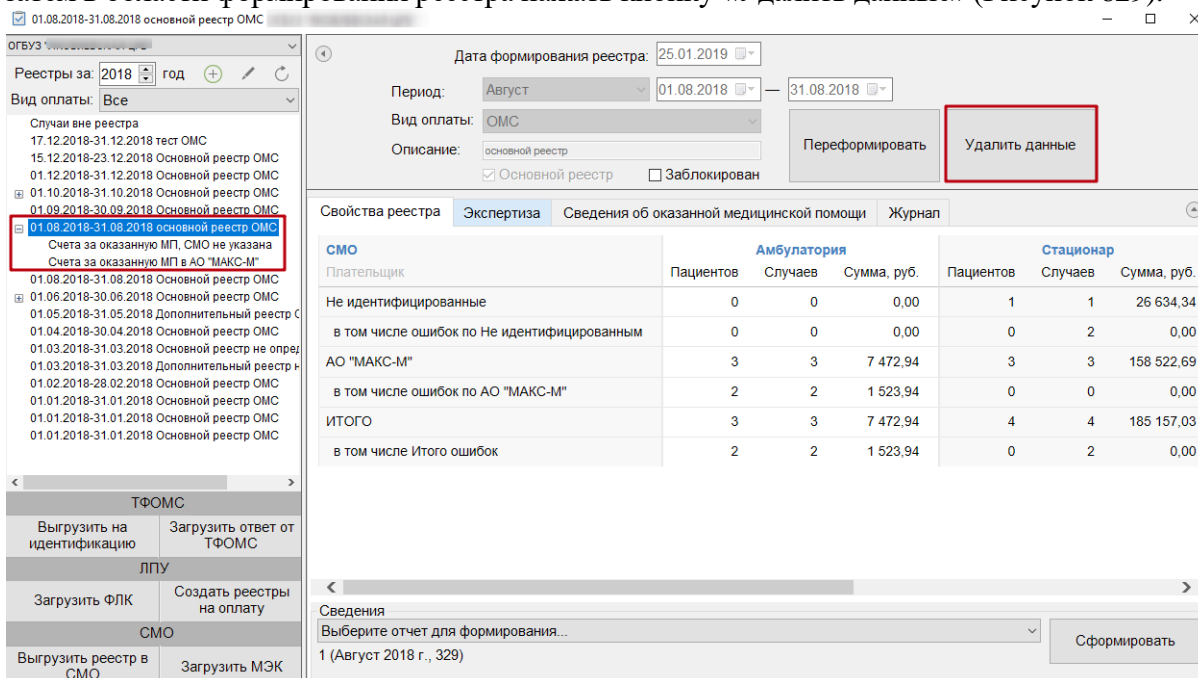 затем в области формирования реестра нажать кнопку «Удалить данные» (Рисунок 329).
01.08.2018-31.08.2018 основной реестр ОМС
ОГБУЗ
Реестры за: 2018 год
Вид оплаты: Все
Случаи вне реестра
17.12.2018-31.12.2018 тест ОМС
15.12.2018-23.12.2018 Основной реестр ОМС
01.12.2018-31.12.2018 Основной реестр ОМС
01.10.2018-31.10.2018 Основной реестр ОМС
01.09.2018-30.09.2018 Основной реестр ОМС
01.08.2018-31.08.2018 основной реестр ОМС
Счета за оказанную МП, СМО не указана
Счета за оказанную МП в АО "МАКС-М"
01.08.2018-31.08.2018 Основной реестр ОМС
01.06.2018-30.06.2018 Основной реестр ОМС
01.05.2018-31.05.2018 Дополнительный реестр
01.04.2018-30.04.2018 Основной реестр ОМС
01.03.2018-31.03.2018 Основной реестр не опред
01.03.2018-31.03.2018 Дополнительный реестр н
01.02.2018-28.02.2018 Основной реестр ОМС
01.01.2018-31.01.2018 Основной реестр ОМС
01.01.2018-31.01.2018 Основной реестр ОМС
01.01.2018-31.01.2018 Основной реестр ОМС
ТФОМС
Выгрузить на идентификацию
Загрузить ответ от ТФОМС
ЛПУ
Загрузить ФЛК
Создать реестры на оплату
СМО
Выгрузить реестр в СМО
Загрузить МЭК
Дата формирования реестра: 25.01.2019
Период: Август 01.08.2018 — 31.08.2018
Вид оплаты: ОМС
Описание: основной реестр
Основной реестр Заблокирован
Переформировать Удалить данные
Свойства реестра Экспертиза Сведения об оказанной медицинской помощи Журнал
СМО Амбулатория Стационар
Плательщик Пациентов Случаев Сумма, руб. Пациентов Случаев Сумма, руб.
Не идентифицированные 0 0 0,00 1 1 26 634,34
в том числе ошибок по Не идентифицированным 0 0 0,00 0 2 0,00
АО "МАКС-М" 3 3 7 472,94 3 3 158 522,69
в том числе ошибок по АО "МАКС-М" 2 2 1 523,94 0 0 0,00
ИТОГО 3 3 7 472,94 4 4 185 157,03
в том числе Итого ошибок 2 2 1 523,94 0 2 0,00
Сведения
Выберите отчет для формирования...
Сформировать
1 (Август 2018 г., 329)